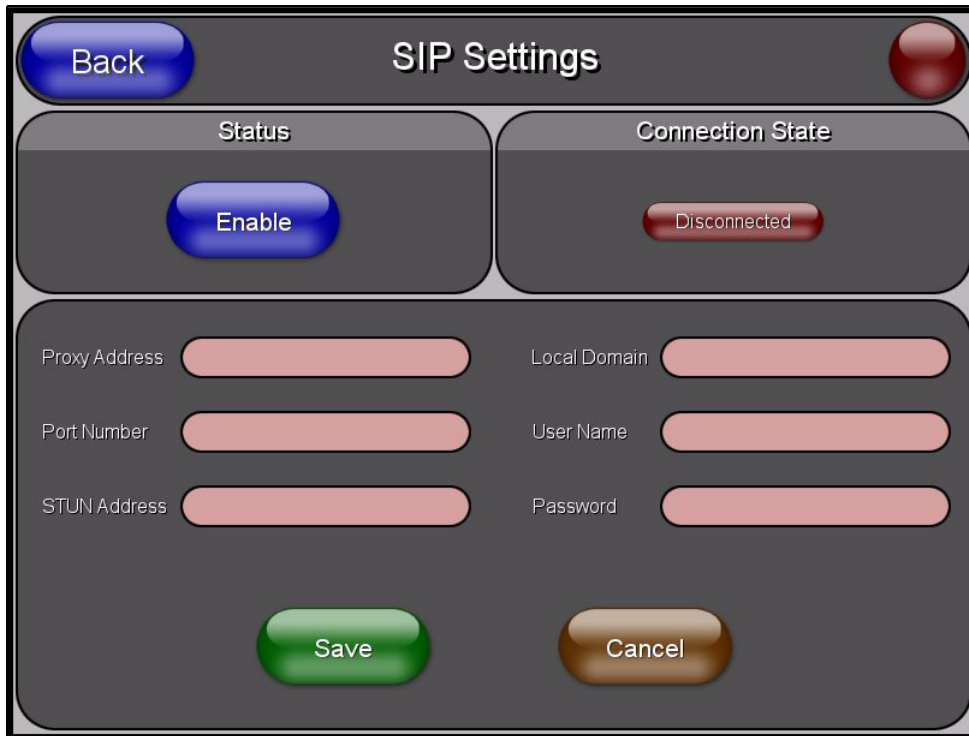 Back
SIP Settings
Status
Connection State
Enable
Disconnected
Proxy Address
Local Domain
Port Number
User Name
STUN Address
Password
Save
Cancel